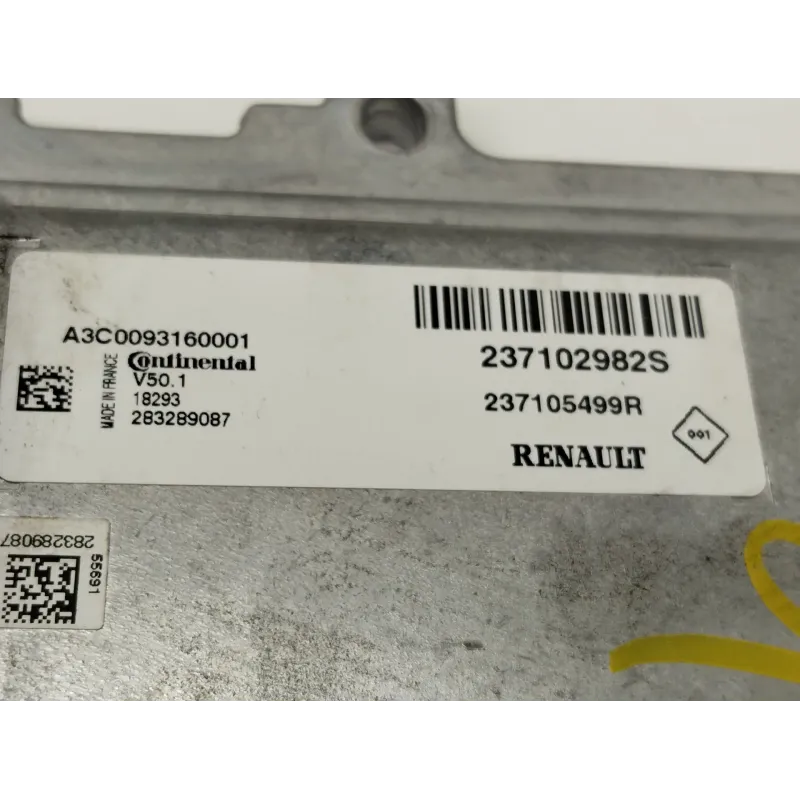 A3C0093160001
Continental
V50.1
18293
283289087
MADE IN FRANCE
237102982S
237105499R
RENAULT
001
283289087
55691